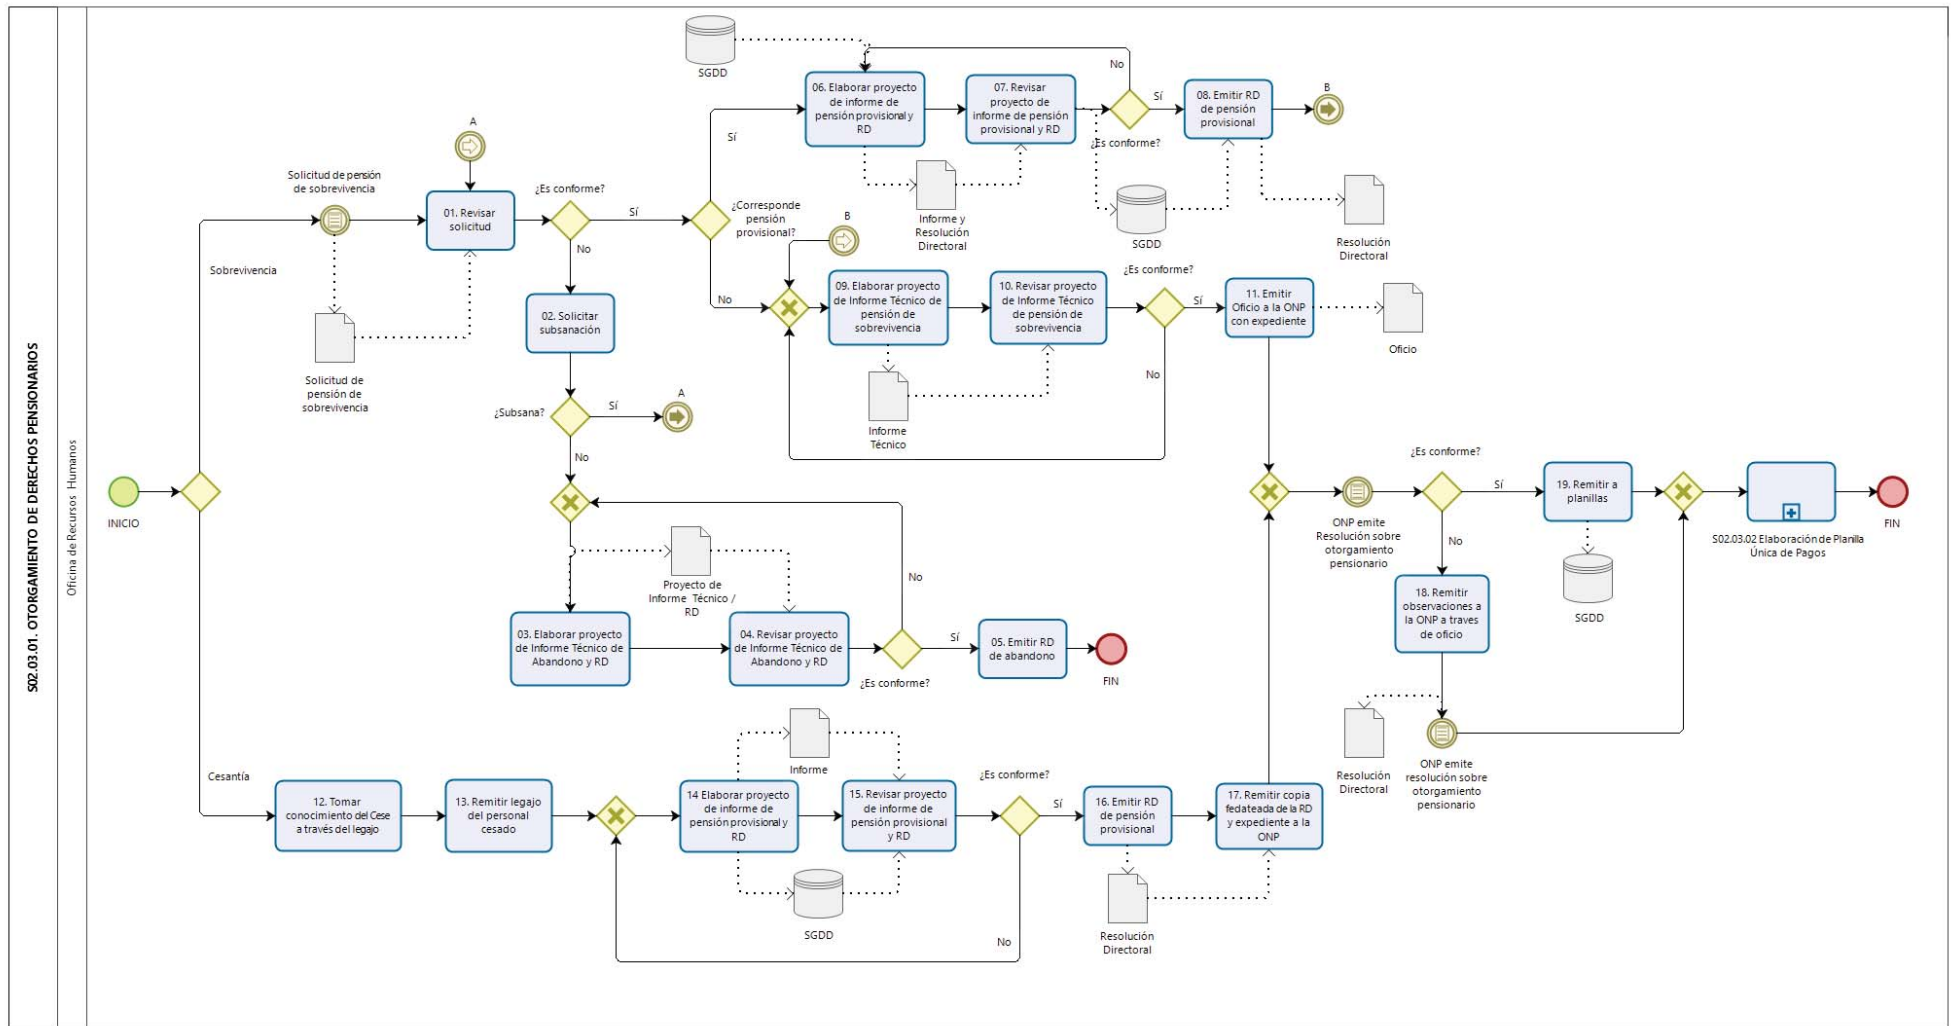 S02.03.01. OTORGAMIENTO DE DERECHOS PENSIONARIOS
Oficina de Recursos Humanos
INICIO
Sobrevivencia
Solicitud de pensión
de sobrevivencia
Solicitud de
pensión de
sobrevivencia
A
01. Revisar
solicitud
¿Es conforme?
Sí
No
02. Solicitar
subsanación
¿Subsana?
Sí
A
No
Proyecto de
Informe Técnico /
RD
03. Elaborar proyecto
de Informe Técnico de
Abandono y RD
04. Revisar proyecto
de Informe Técnico de
Abandono y RD
No
¿Es conforme?
Sí
05. Emitir RD
de abandono
FIN
¿Corresponde
pensión
provisional?
Sí
No
SGDD
06. Elaborar proyecto
de informe de
pensión provisional y
RD
07. Revisar
proyecto de
informe de pensión
provisional y RD
No
¿Es conforme?
Sí
08. Emitir RD
de pensión
provisional
B
Informe y
Resolución
Directoral
SGDD
Resolución
Directoral
B
09. Elaborar proyecto
de Informe Técnico de
pensión de
sobrevivencia
10. Revisar proyecto
de Informe Técnico
de pensión de
sobrevivencia
¿Es conforme?
Sí
No
Informe
Técnico
11. Emitir
Oficio a la ONP
con expediente
Oficio
Cesantía
12. Tomar
conocimiento del Cese
a través del legajo
13. Remitir legajo
del personal
cesado
Informe
14 Elaborar proyecto
de informe de
pensión provisional y
RD
15. Revisar proyecto
de informe de
pensión provisional
y RD
SGDD
¿Es conforme?
Sí
No
16. Emitir RD
de pensión
provisional
Resolución
Directoral
17. Remitir copia
fedateada de la RD
y expediente a la
ONP
ONP emite
Resolución sobre
otorgamiento
pensionario
¿Es conforme?
Sí
No
18. Remitir
observaciones a
la ONP a traves
de oficio
Resolución
Directoral
ONP emite
resolución sobre
otorgamiento
pensionario
19. Remitir a
planillas
SGDD
S02.03.02 Elaboración de Planilla
Única de Pagos
FIN